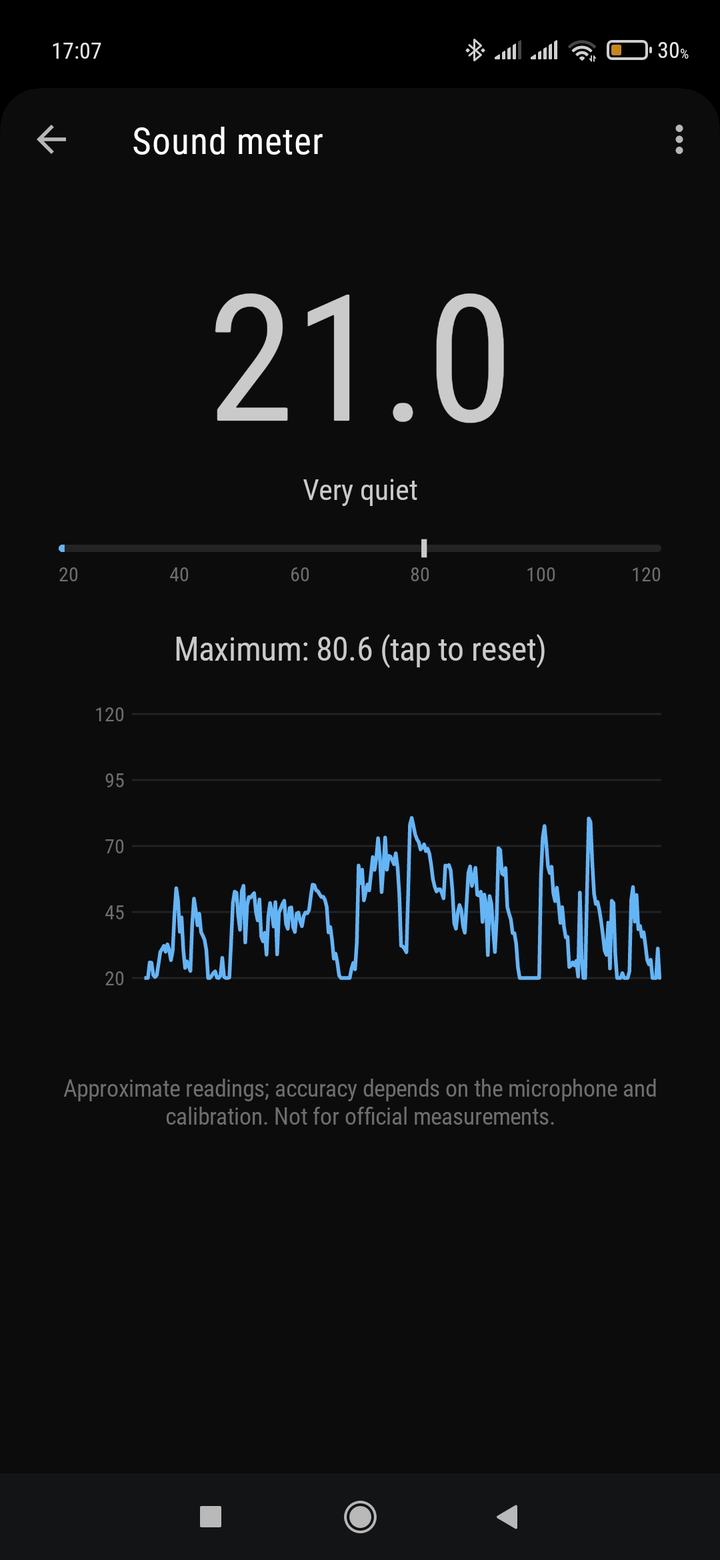 17:07 30%
Sound meter
21.0
Very quiet
20 40 60 80 100 120
Maximum: 80.6 (tap to reset)
120
95
70
45
20
Approximate readings; accuracy depends on the microphone and
calibration. Not for official measurements.